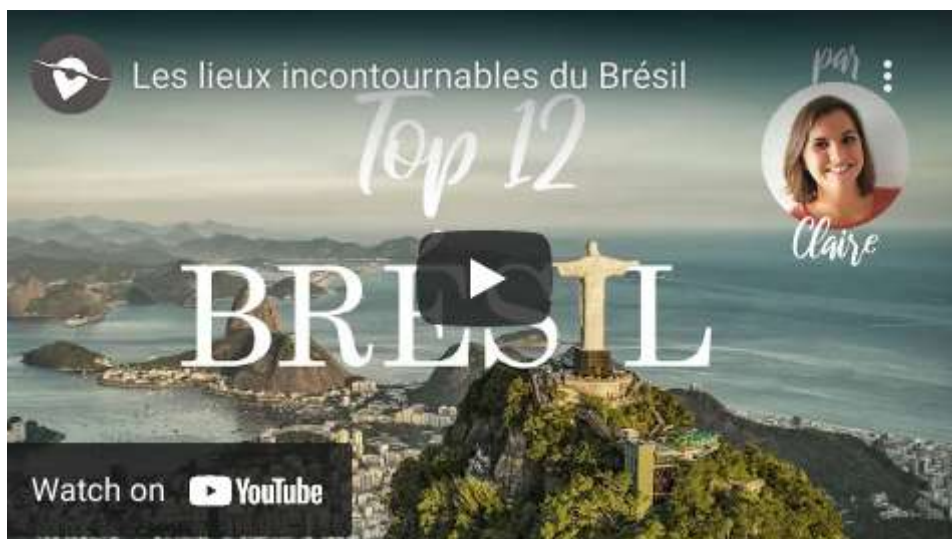 Les lieux incontournables du Brésil
par
Top 12
Claire
BRESIL
Watch on YouTube